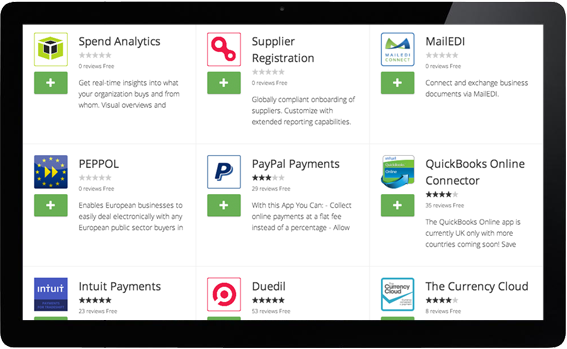 Spend Analytics
0 reviews Free
Get real-time insights into what
your organization buys and from
whom. Visual overviews and
Supplier
Registration
0 reviews Free
Globally compliant onboarding of
suppliers. Customize with
extended reporting capabilities.
MAILEDI
CONNECT
MailEDI
0 reviews Free
Connect and exchange business
documents via MailEDI.
PEPPOL
0 reviews Free
Enables European businesses to
easily deal electronically with any
European public sector buyers in
PayPal Payments
29 reviews Free
With this App You Can: - Collect
online payments at a flat fee
instead of a percentage - Allow
intuit
QuickBooks Online
Connector
35 reviews Free
The QuickBooks Online app is
currently UK only with more
countries coming soon! Save
intuit
Intuit Payments
23 reviews Free
Duedil
53 reviews Free
The
Currency
Cloud
The Currency Cloud
8 reviews Free